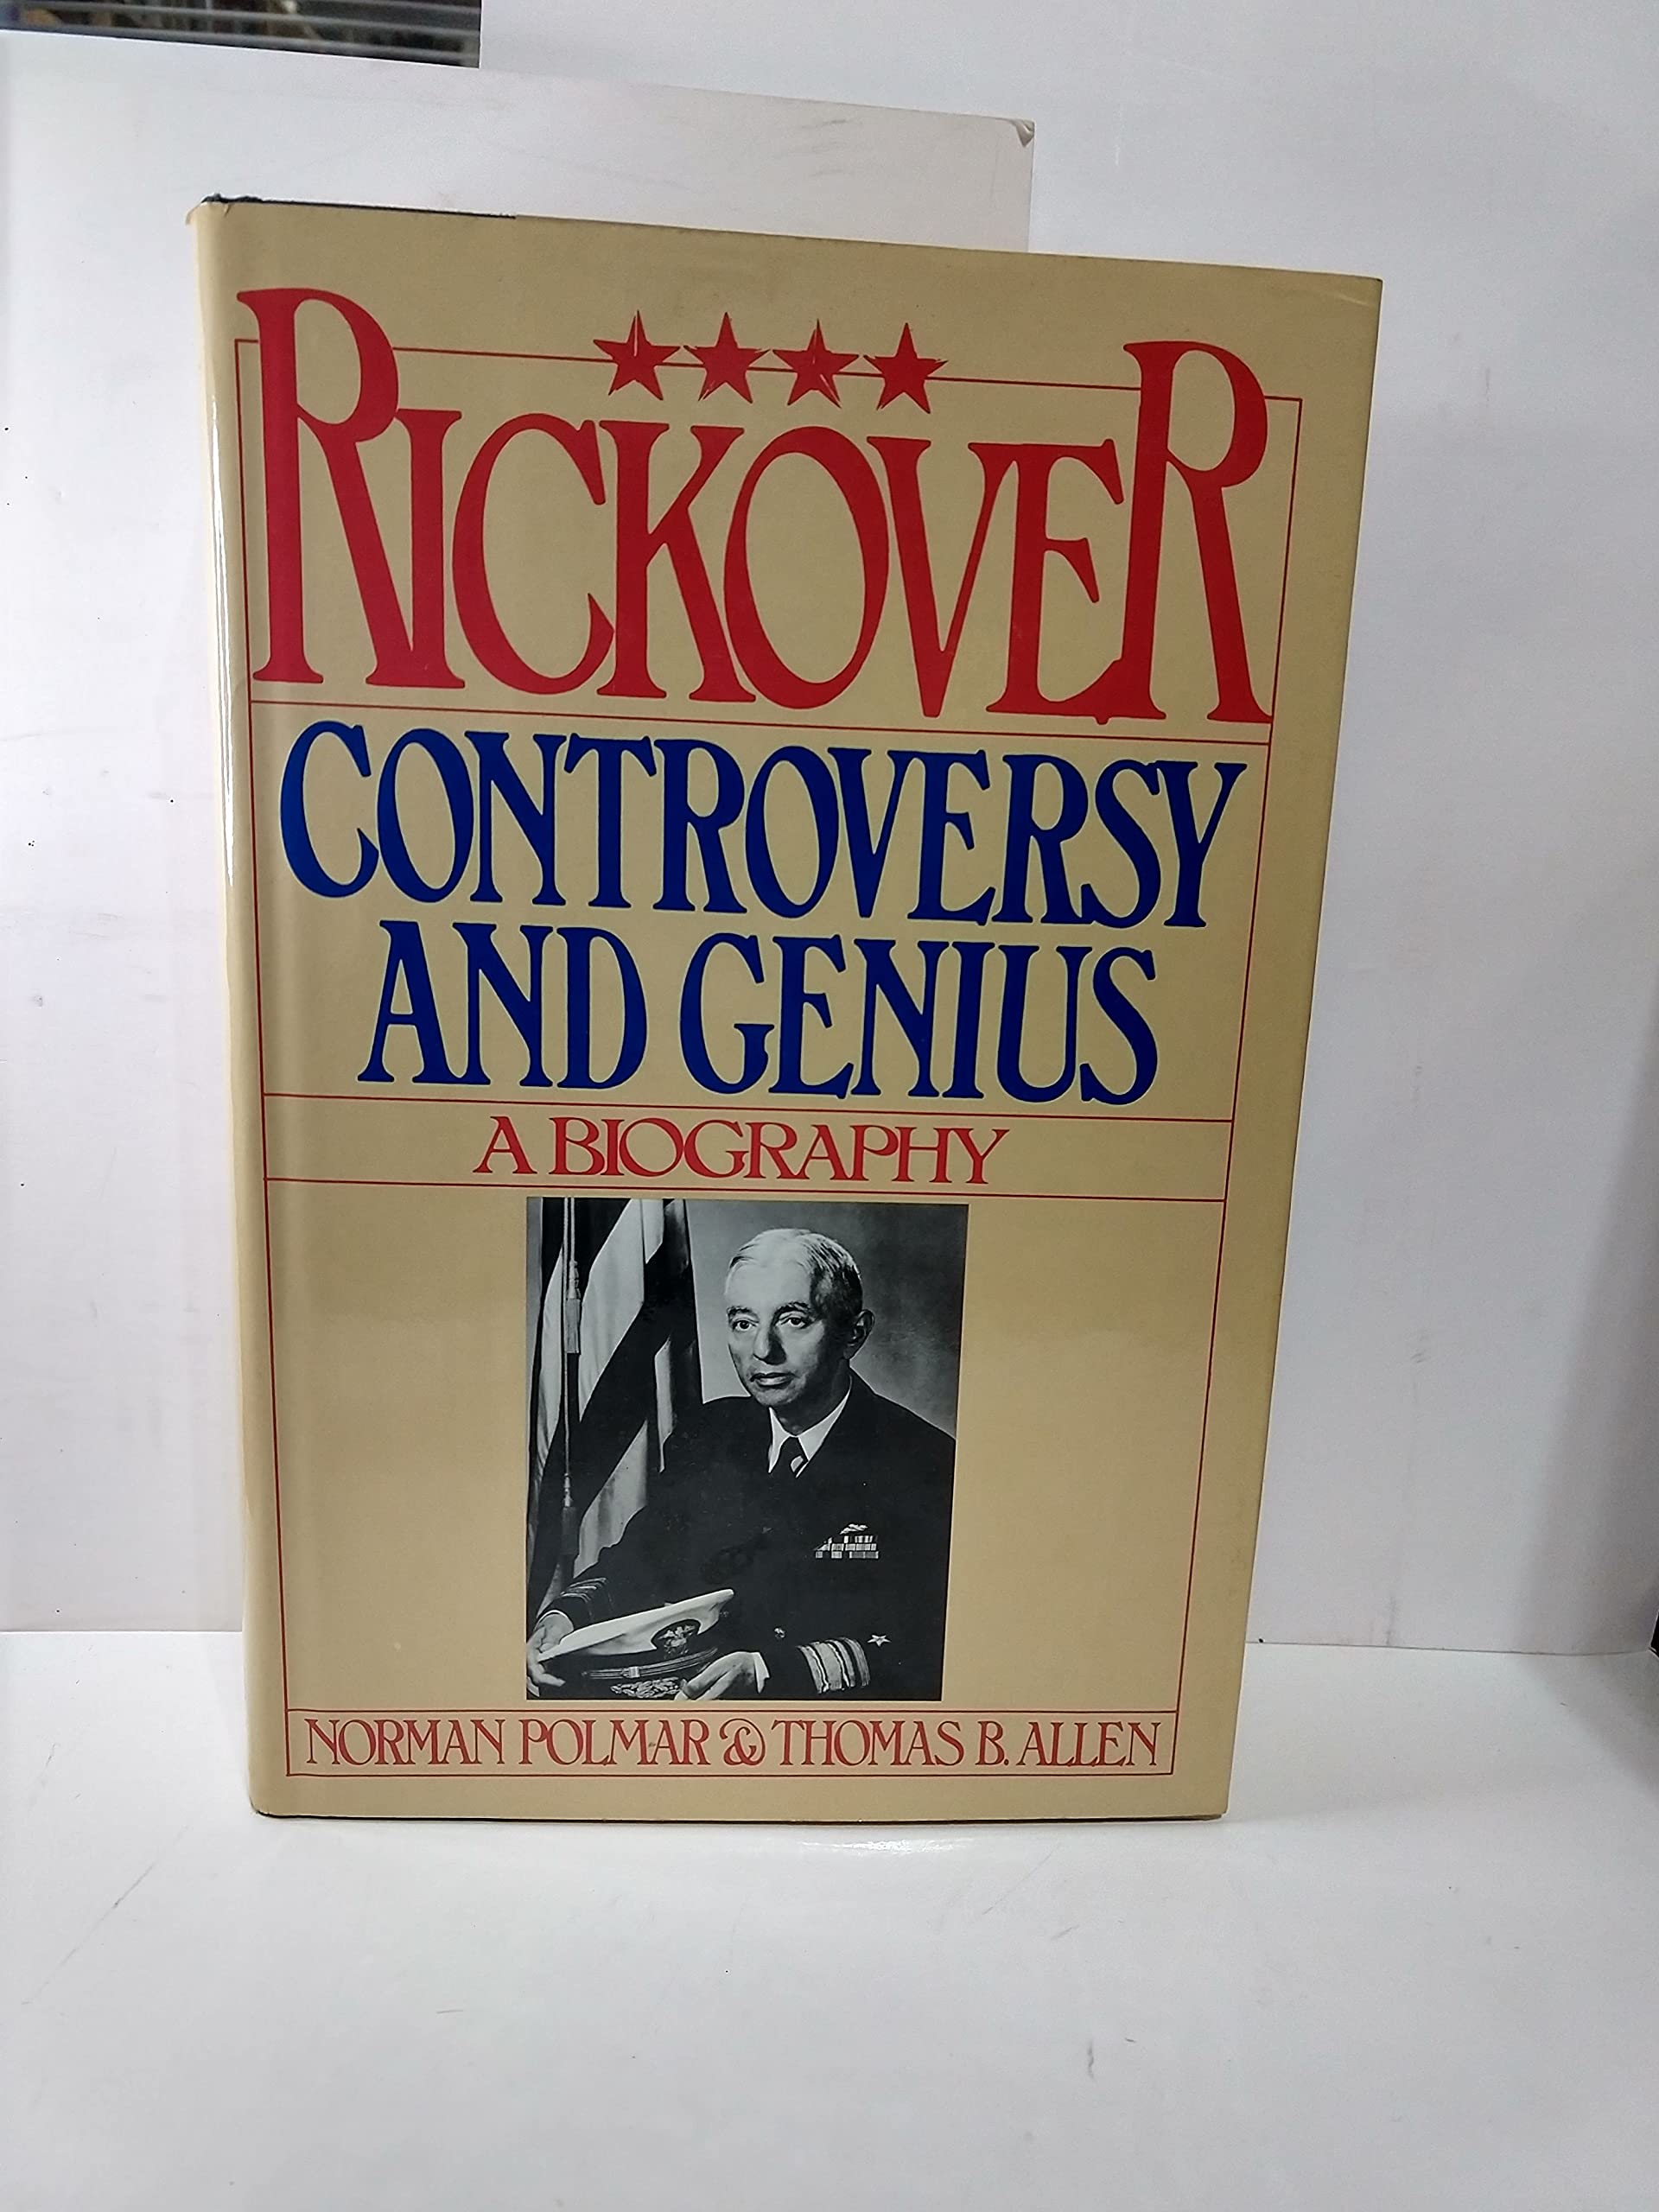 RICKOVER
CONTROVERSY
AND GENIUS
A BIOGRAPHY
NORMAN POLMAR & THOMAS B. ALLEN